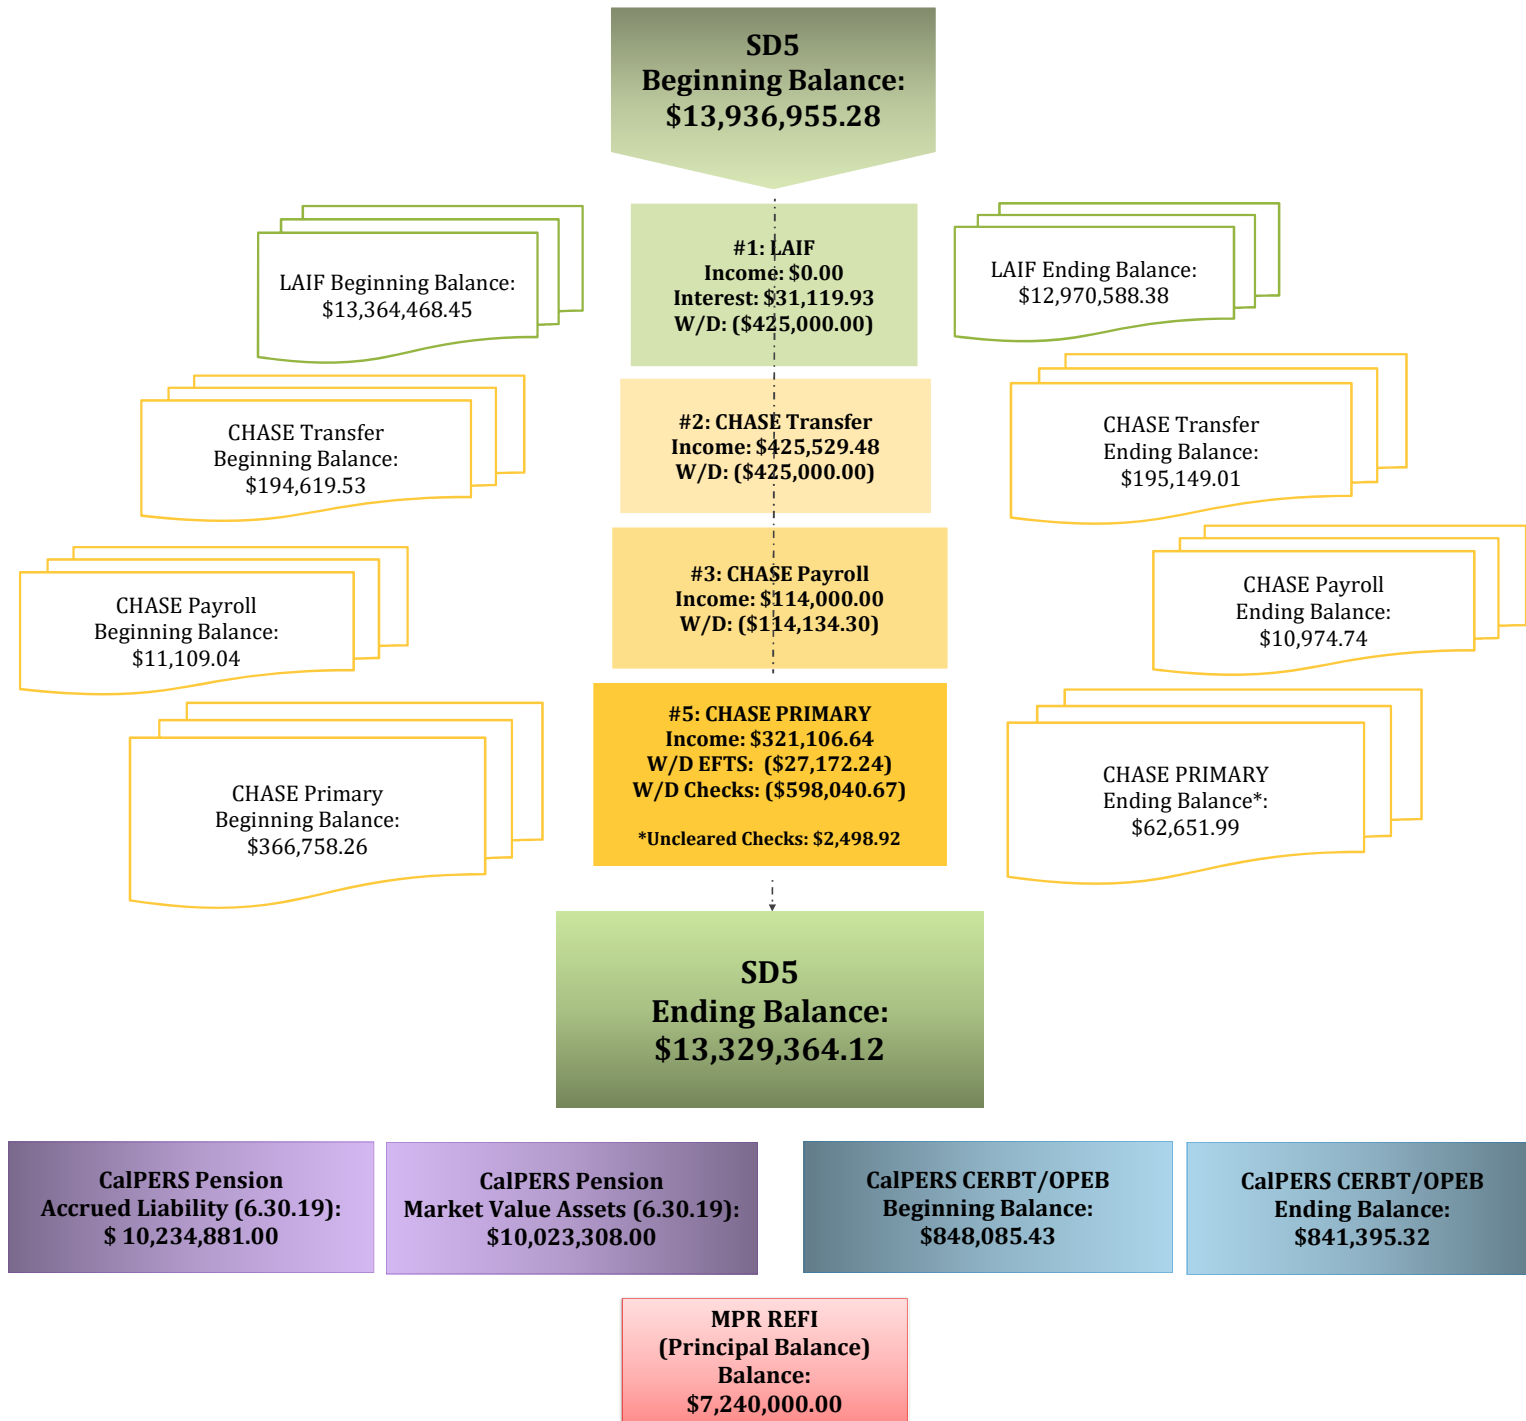 SD5
Beginning Balance:
$13,936,955.28
LAIF Beginning Balance:
$13,364,468.45
#1: LAIF
Income: $0.00
Interest: $31,119.93
W/D: ($425,000.00)
LAIF Ending Balance:
$12,970,588.38
CHASE Transfer
Beginning Balance:
$194,619.53
#2: CHASE Transfer
Income: $425,529.48
W/D: ($425,000.00)
CHASE Transfer
Ending Balance:
$195,149.01
CHASE Payroll
Beginning Balance:
$11,109.04
#3: CHASE Payroll
Income: $114,000.00
W/D: ($114,134.30)
CHASE Payroll
Ending Balance:
$10,974.74
CHASE Primary
Beginning Balance:
$366,758.26
#5: CHASE PRIMARY
Income: $321,106.64
W/D EFTS:  ($27,172.24)
W/D Checks: ($598,040.67)
*Uncleared Checks: $2,498.92
CHASE PRIMARY
Ending Balance*:
$62,651.99
SD5
Ending Balance:
$13,329,364.12
CalPERS Pension
Accrued Liability (6.30.19):
$ 10,234,881.00
CalPERS Pension
Market Value Assets (6.30.19):
$10,023,308.00
CalPERS CERBT/OPEB
Beginning Balance:
$848,085.43
CalPERS CERBT/OPEB
Ending Balance:
$841,395.32
MPR REFI
(Principal Balance)
Balance:
$7,240,000.00